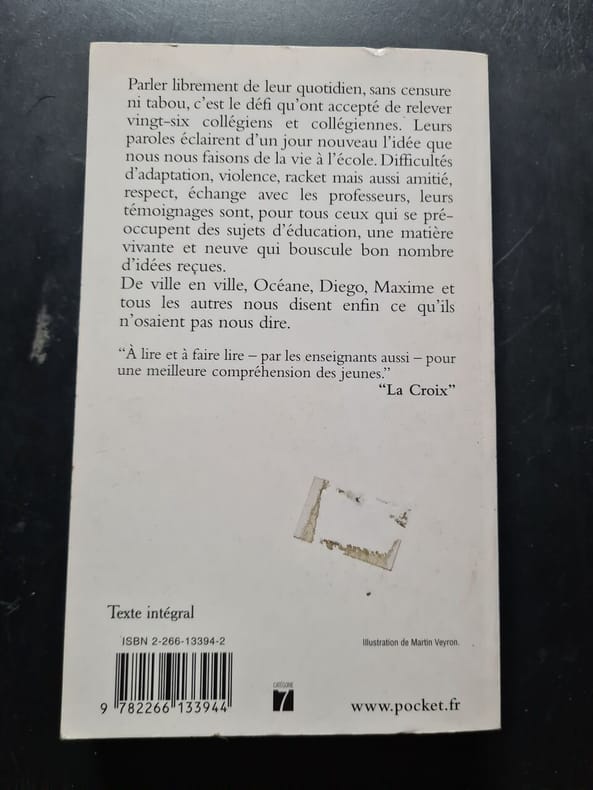 Parler librement de leur quotidien, sans censure
ni tabou, c'est le défi qu'ont accepté de relever
vingt-six collégiens et collégiennes. Leurs
paroles éclairent d'un jour nouveau l'idée que
nous nous faisons de la vie à l'école. Difficultés
d'adaptation, violence, racket mais aussi amitié,
respect, échange avec les professeurs, leurs
témoignages sont, pour tous ceux qui se pré-
occupent des sujets d'éducation, une matière
vivante et neuve qui bouscule bon nombre
d'idées reçues.
De ville en ville, Océane, Diego, Maxime et
tous les autres nous disent enfin ce qu'ils
n'osaient pas nous dire.
“À lire et à faire lire – par les enseignants aussi – pour
une meilleure compréhension des jeunes.”
“La Croix”
Texte intégral
ISBN 2-266-13394-2
Illustration de Martin Veyron.
CATÉGORIE
7
9 782266 133944
www.pocket.fr